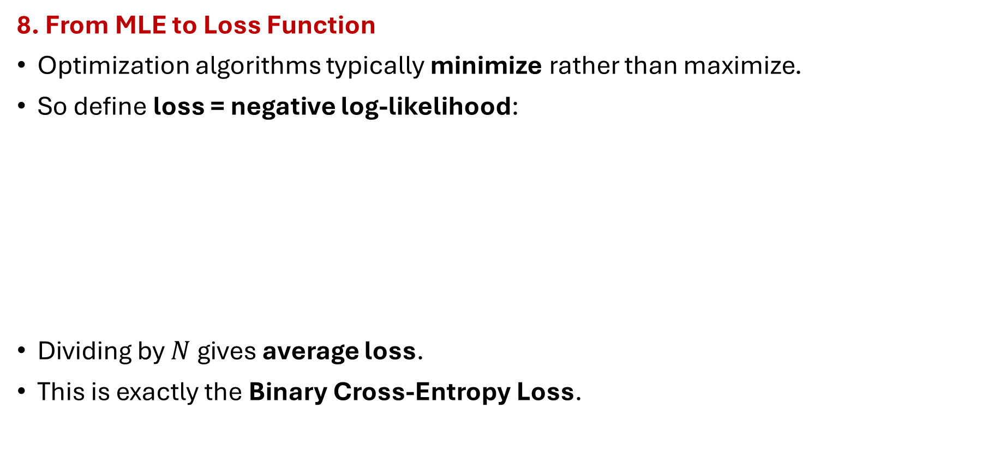 8. From MLE to Loss Function
• Optimization algorithms typically minimize rather than maximize.
• So define loss = negative log-likelihood:
• Dividing by N gives average loss.
• This is exactly the Binary Cross-Entropy Loss.